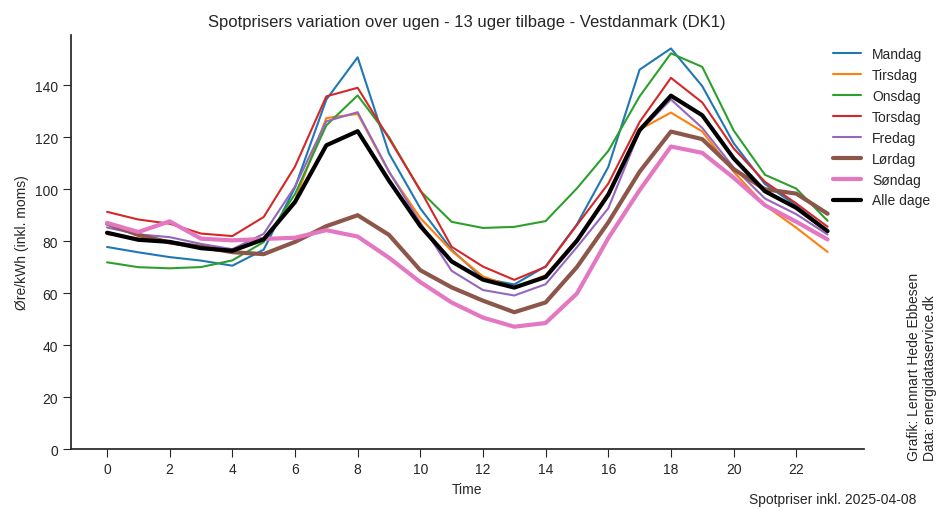 Spotprisers variation over ugen - 13 uger tilbage - Vestdanmark (DK1)
Mandag
Tirsdag
Onsdag
Torsdag
Fredag
Lørdag
Søndag
Alle dage
Øre/kWh (inkl. moms)
140
120
100
80
60
40
20
0
0 2 4 6 8 10 12 14 16 18 20 22
Time
Grafik: Lennart Hede Ebbesen
Data: energidataservice.dk
Spotpriser inkl. 2025-04-08